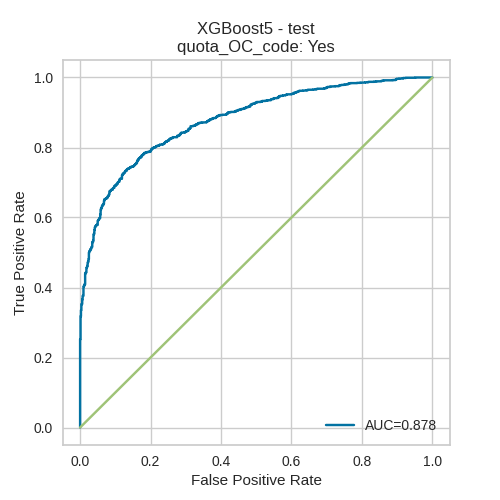 XGBoost5 - test
quota_OC_code: Yes
True Positive Rate
1.0
0.8
0.6
0.4
0.2
0.0
AUC=0.878
0.0 0.2 0.4 0.6 0.8 1.0
False Positive Rate